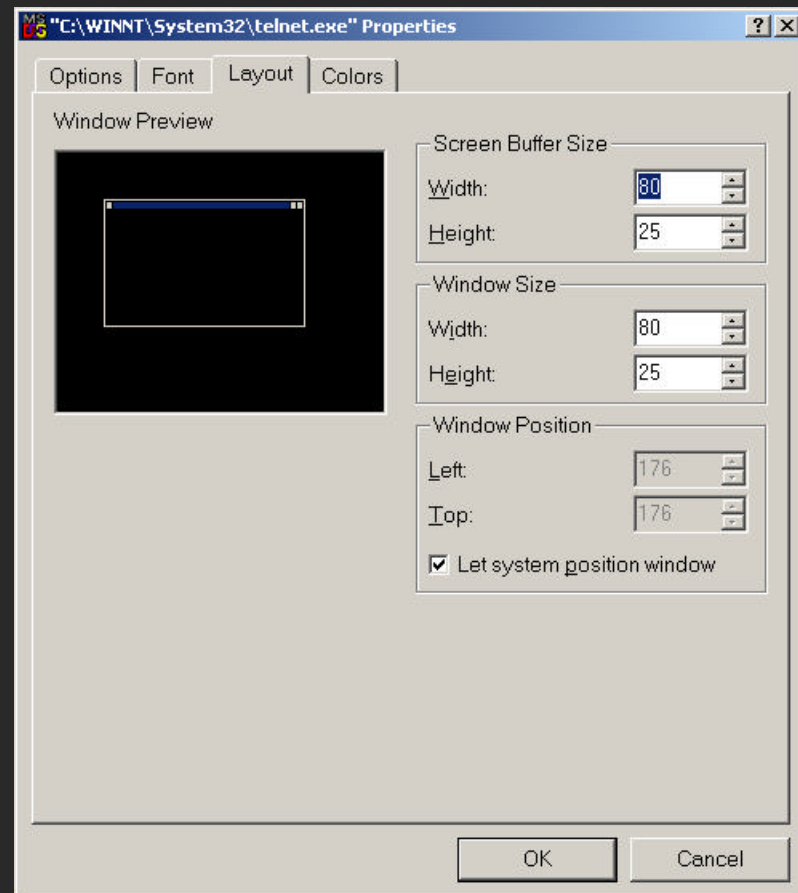 "C:\WINNT\System32\telnet.exe" Properties
Options Font Layout Colors
Window Preview
Screen Buffer Size
Width: 80
Height: 25
Window Size
Width: 80
Height: 25
Window Position
Left: 176
Top: 176
Let system position window
OK Cancel